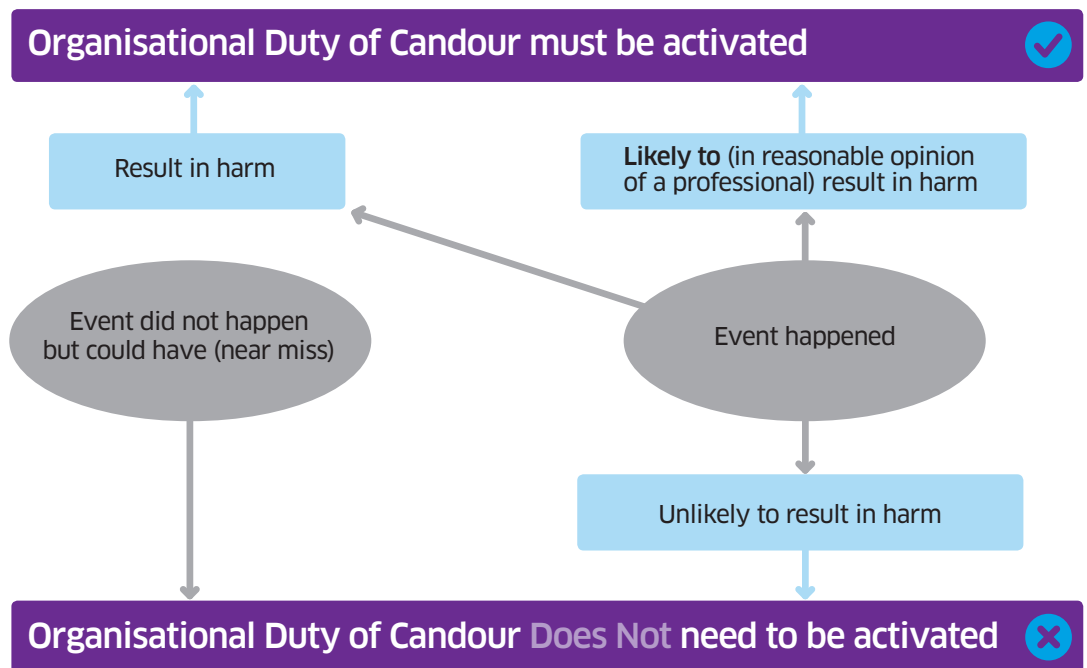 Organisational Duty of Candour must be activated
Result in harm
Likely to (in reasonable opinion
of a professional) result in harm
Event did not happen
but could have (near miss)
Event happened
Unlikely to result in harm
Organisational Duty of Candour Does Not need to be activated